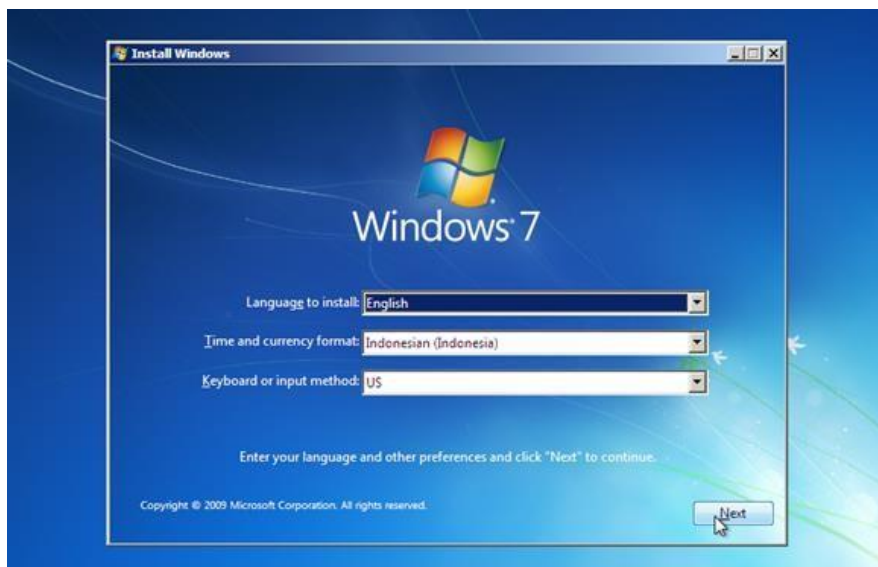 Install Windows
Windows 7
Language to install: English
Time and currency format: Indonesian (Indonesia)
Keyboard or input method: US
Enter your language and other preferences and click "Next" to continue.
Copyright © 2009 Microsoft Corporation. All rights reserved.
Next